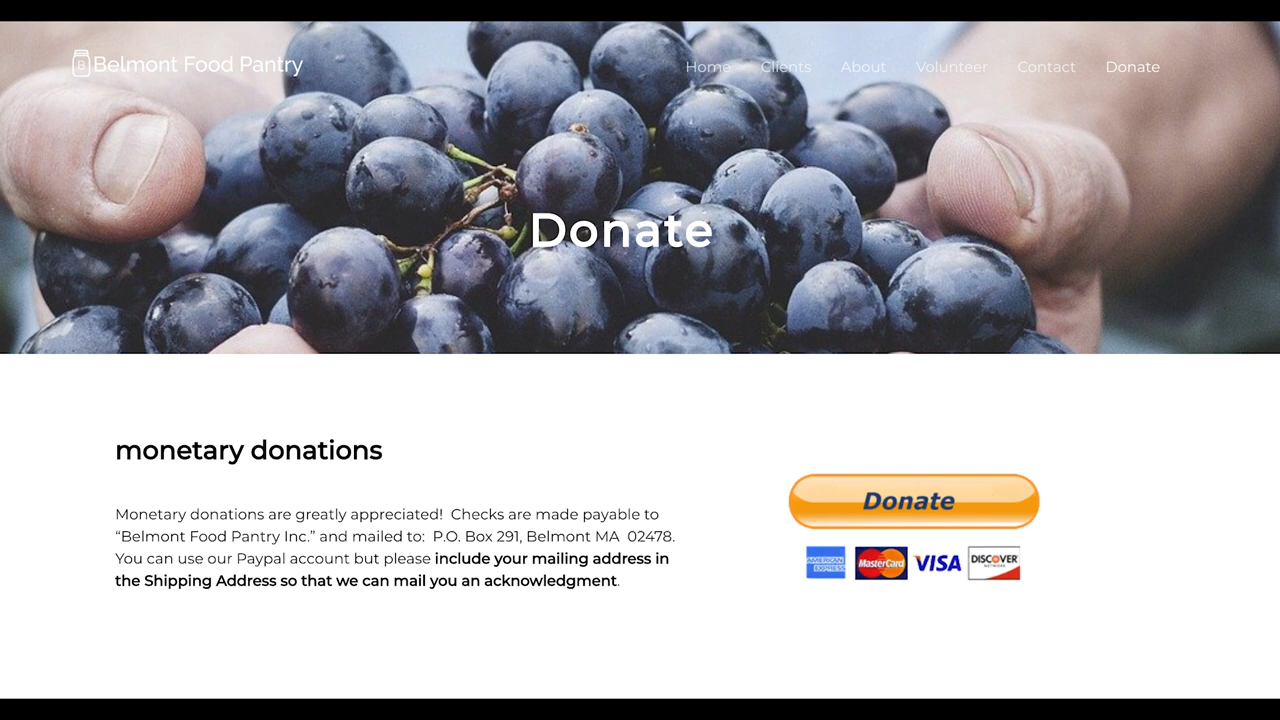 B Belmont Food Pantry
Home Clients About Volunteer Contact Donate
Donate
monetary donations
Monetary donations are greatly appreciated!  Checks are made payable to
“Belmont Food Pantry Inc.” and mailed to:  P.O. Box 291, Belmont MA  02478.
You can use our Paypal account but please include your mailing address in
the Shipping Address so that we can mail you an acknowledgment.
Donate
AMERICAN EXPRESS MasterCard VISA DISCOVER NETWORK